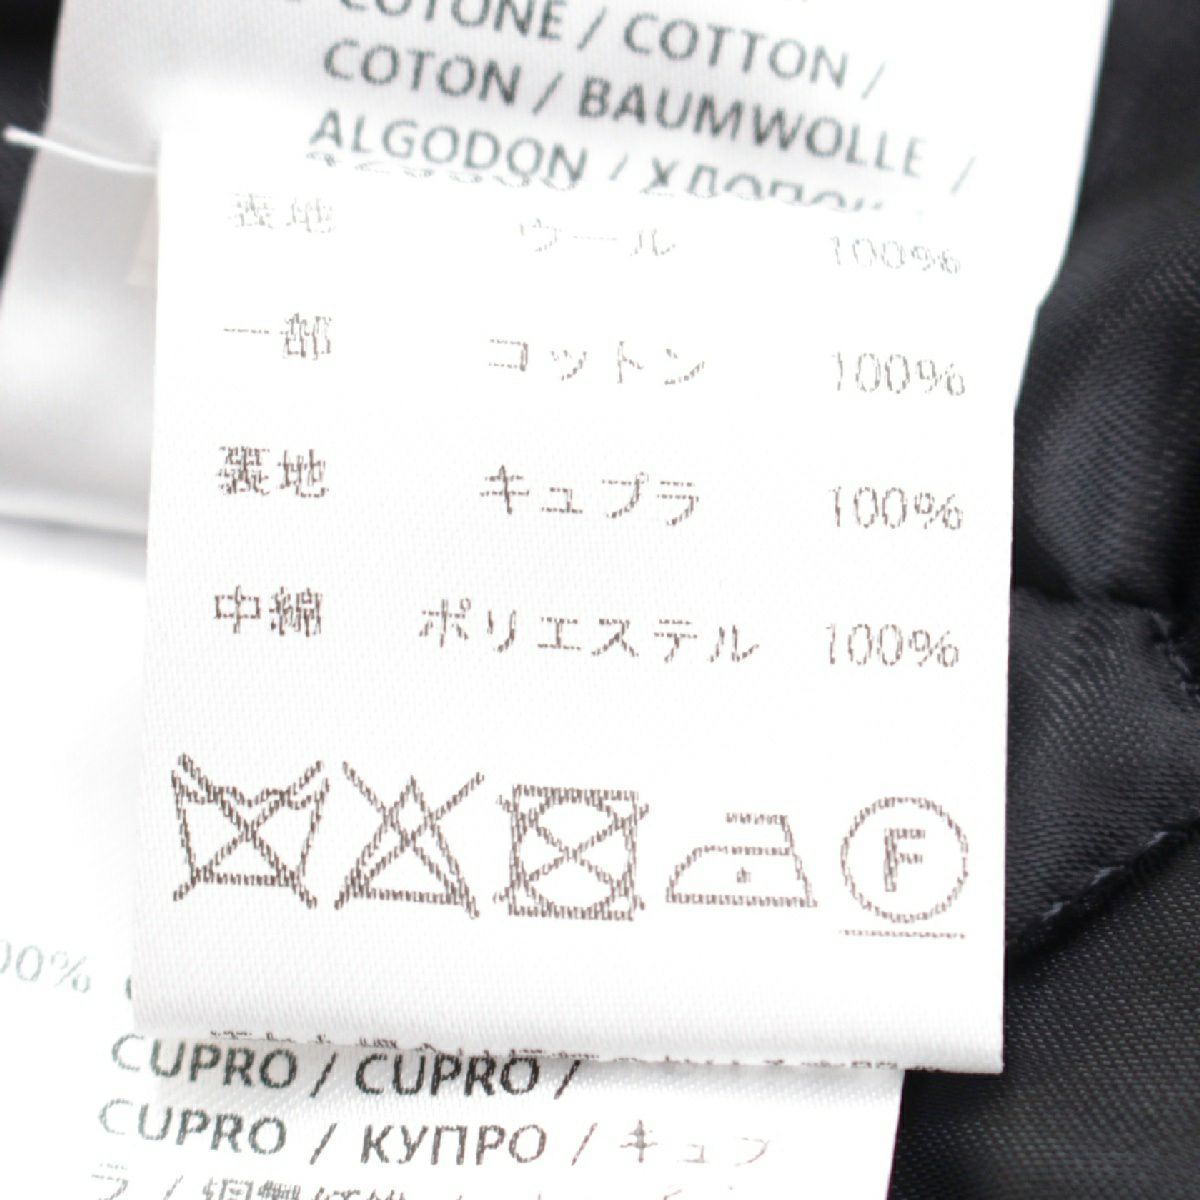 COTONE / COTTON /
COTON / BAUMWOLLE /
ALGODON / ХЛОПОК
表地 ウール 100%
一部 コットン 100%
裏地 キュプラ 100%
中綿 ポリエステル 100%
F
00%
CUPRO / CUPRO /
CUPRO / КУПРО / キュプ
ラ /